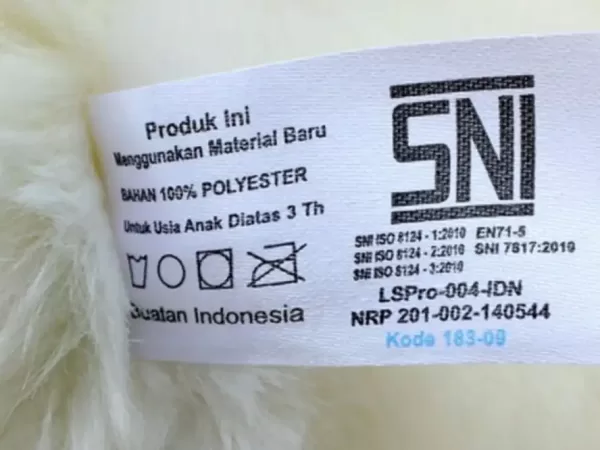 Produk Ini
Menggunakan Material Baru
BAHAN 100% POLYESTER
Untuk Usia Anak Diatas 3 Th
Buatan Indonesia
SNI
SNI ISO 8124 - 1:2010 EN71-5
SNI ISO 8124 - 2:2010 SNI 7617:2010
SNI ISO 8124 - 3:2010
LSPro-004-IDN
NRP 201-002-140544
Kode 183-09